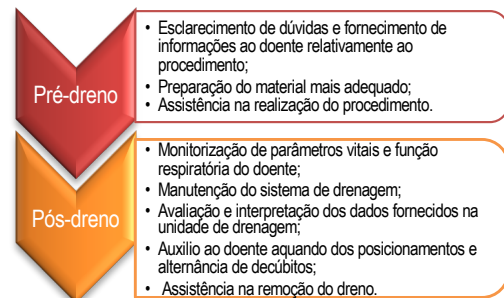 Pré-dreno
• Esclarecimento de dúvidas e fornecimento de
informações ao doente relativamente ao
procedimento;
• Preparação do material mais adequado;
• Assistência na realização do procedimento.
Pós-dreno
• Monitorização de parâmetros vitais e função
respiratória do doente;
• Manutenção do sistema de drenagem;
• Avaliação e interpretação dos dados fornecidos na
unidade de drenagem;
• Auxilio ao doente aquando dos posicionamentos e
alternância de decúbitos;
• Assistência na remoção do dreno.